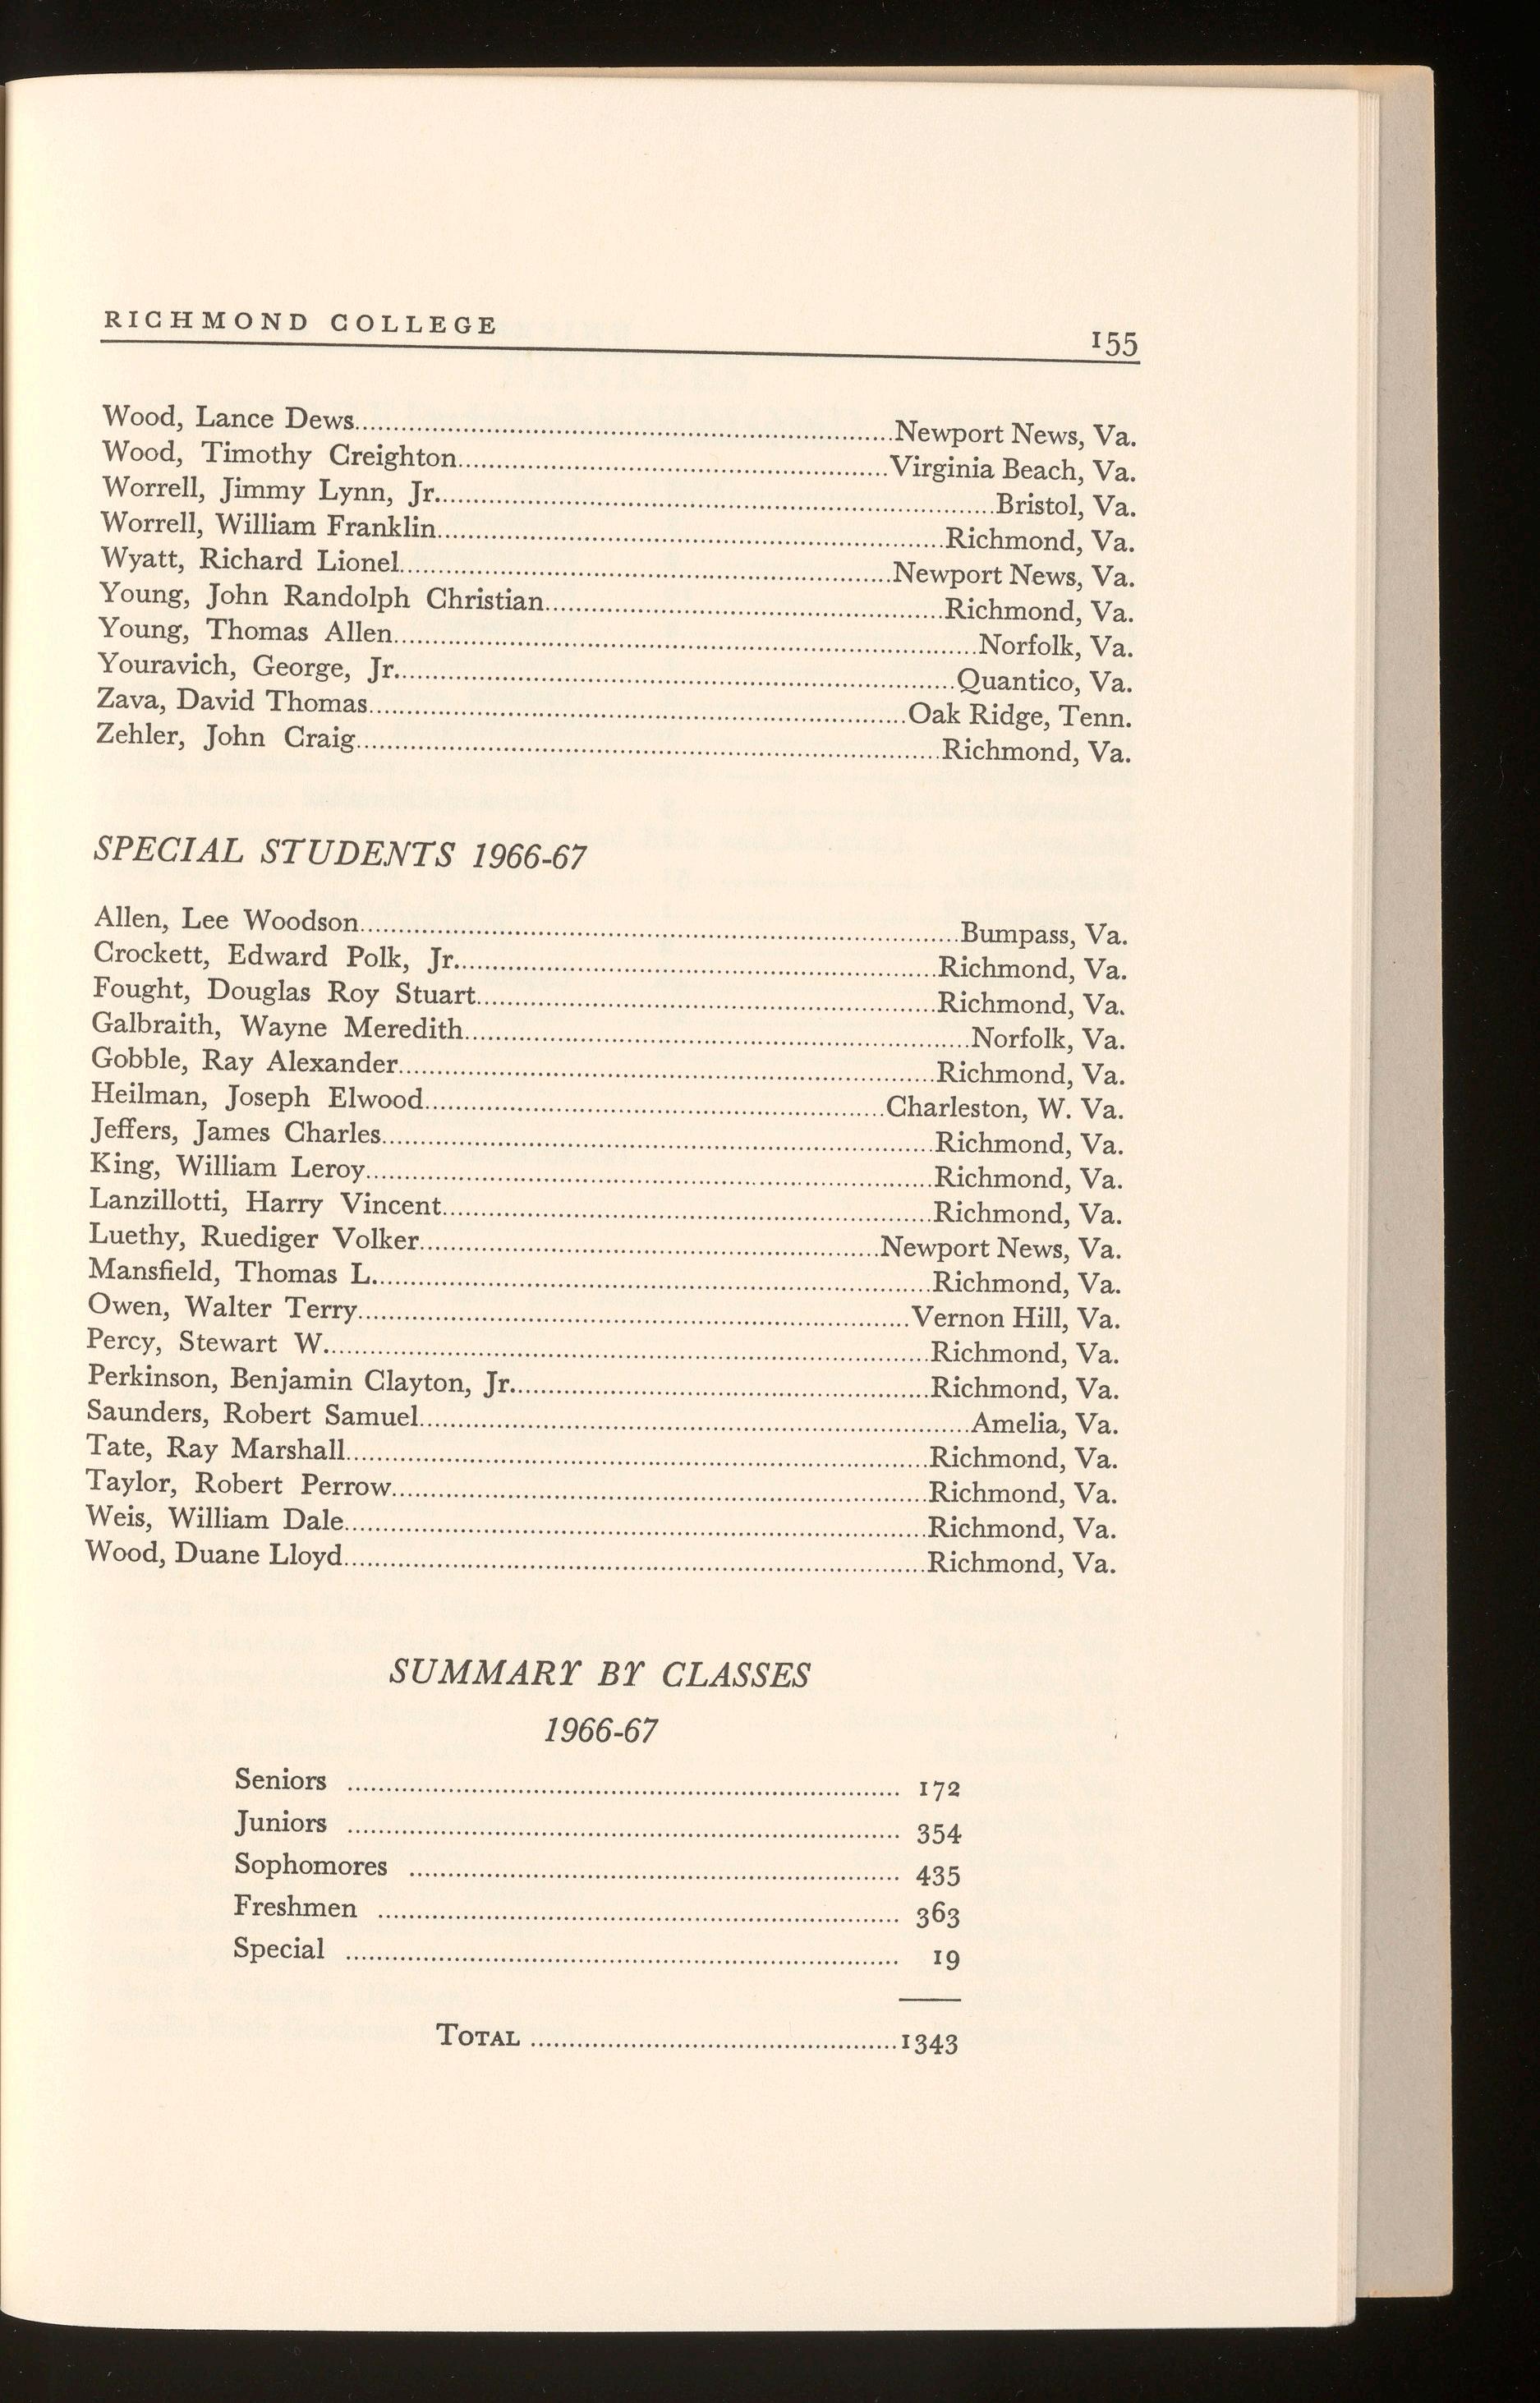 RICHMOND COLLEGE 155
Wood, Lance Dews........Newport News, Va.
Wood, Timothy Creighton........Virginia Beach, Va.
Worrell, Jimmy Lynn, Jr.........Bristol, Va.
Worrell, William Franklin........Richmond, Va.
Wyatt, Richard Lionel........Newport News, Va.
Young, John Randolph Christian........Richmond, Va.
Young, Thomas Allen........Norfolk, Va.
Youravich, George, Jr.........Quantico, Va.
Zava, David Thomas........Oak Ridge, Tenn.
Zehler, John Craig........Richmond, Va.
SPECIAL STUDENTS 1966-67
Allen, Lee Woodson........Bumpass, Va.
Crockett, Edward Polk, Jr.........Richmond, Va.
Fought, Douglas Roy Stuart........Richmond, Va.
Galbraith, Wayne Meredith........Norfolk, Va.
Gobble, Ray Alexander........Richmond, Va.
Heilman, Joseph Elwood........Charleston, W. Va.
Jeffers, James Charles........Richmond, Va.
King, William Leroy........Richmond, Va.
Lanzillotti, Harry Vincent........Richmond, Va.
Luethy, Ruediger Volker........Newport News, Va.
Mansfield, Thomas L.........Richmond, Va.
Owen, Walter Terry........Vernon Hill, Va.
Percy, Stewart W.........Richmond, Va.
Perkinson, Benjamin Clayton, Jr.........Richmond, Va.
Saunders, Robert Samuel........Amelia, Va.
Tate, Ray Marshall........Richmond, Va.
Taylor, Robert Perrow........Richmond, Va.
Weis, William Dale........Richmond, Va.
Wood, Duane Lloyd........Richmond, Va.
SUMMARY BY CLASSES
1966-67
Seniors ........ 172
Juniors ........ 354
Sophomores ........ 435
Freshmen ........ 363
Special ........ 19
TOTAL ........1343